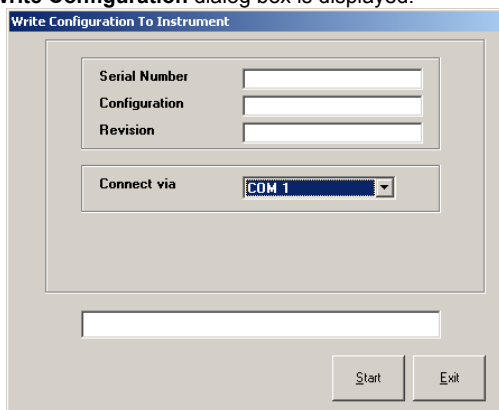 Configuration dialog box is displayed.
Write Configuration To Instrument
Serial Number
Configuration
Revision
Connect via
COM 1
Start
Exit